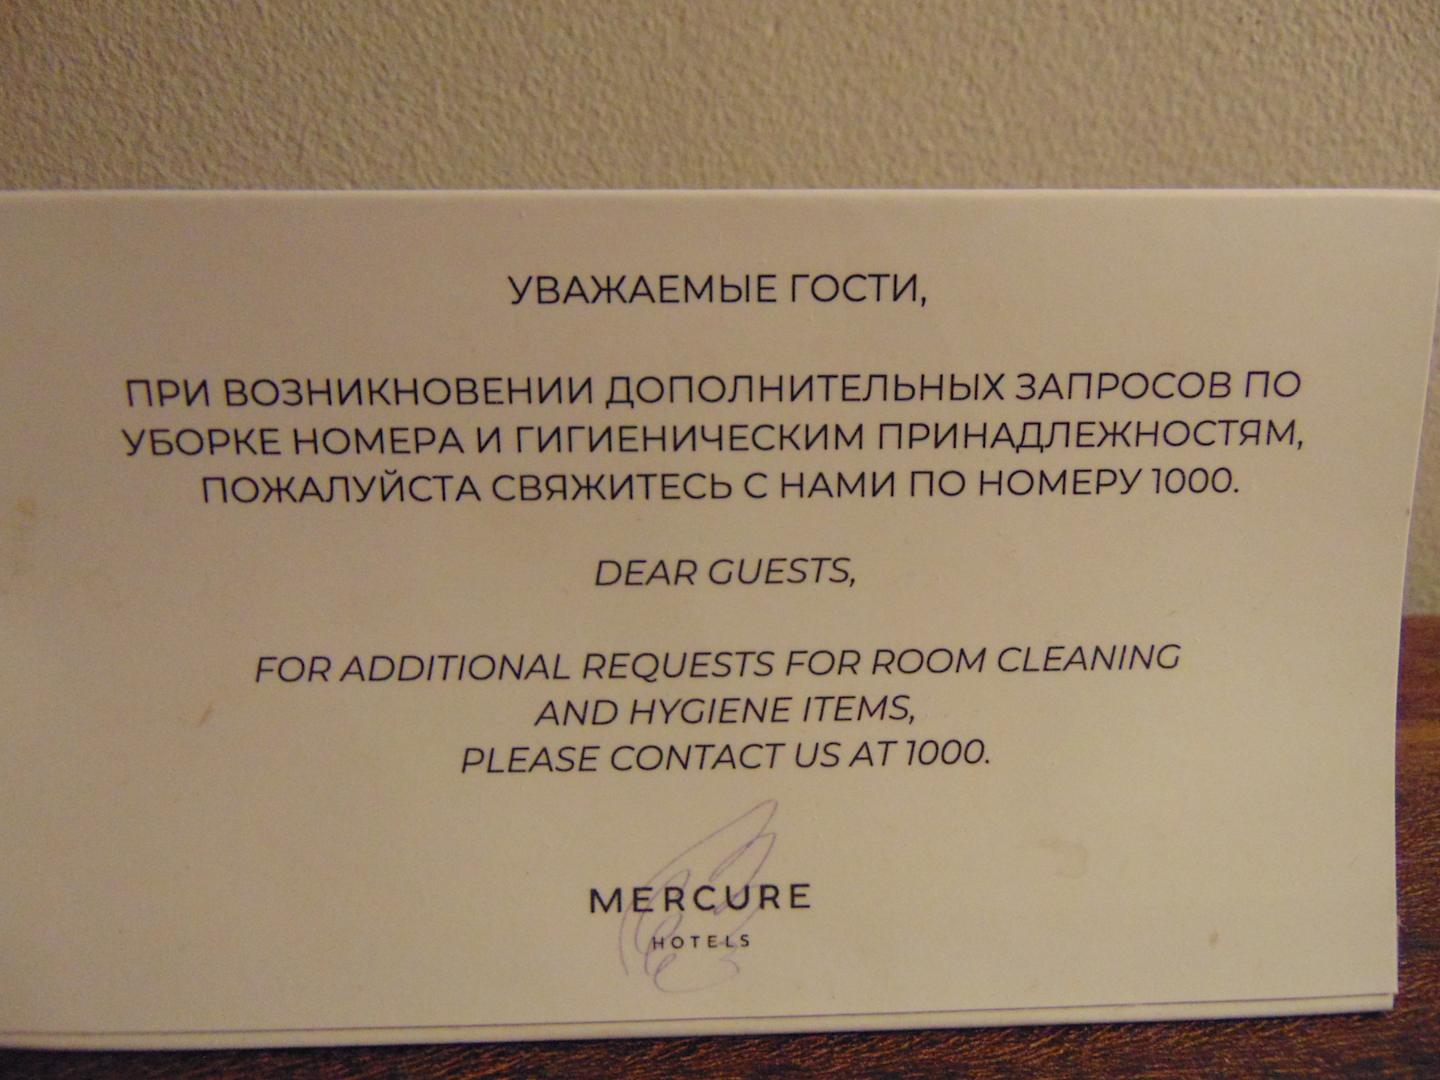 УВАЖАЕМЫЕ ГОСТИ,
ПРИ ВОЗНИКНОВЕНИИ ДОПОЛНИТЕЛЬНЫХ ЗАПРОСОВ ПО
УБОРКЕ НОМЕРА И ГИГИЕНИЧЕСКИМ ПРИНАДЛЕЖНОСТЯМ,
ПОЖАЛУЙСТА СВЯЖИТЕСЬ С НАМИ ПО НОМЕРУ 1000.
DEAR GUESTS,
FOR ADDITIONAL REQUESTS FOR ROOM CLEANING
AND HYGIENE ITEMS,
PLEASE CONTACT US AT 1000.
MERCURE
HOTELS